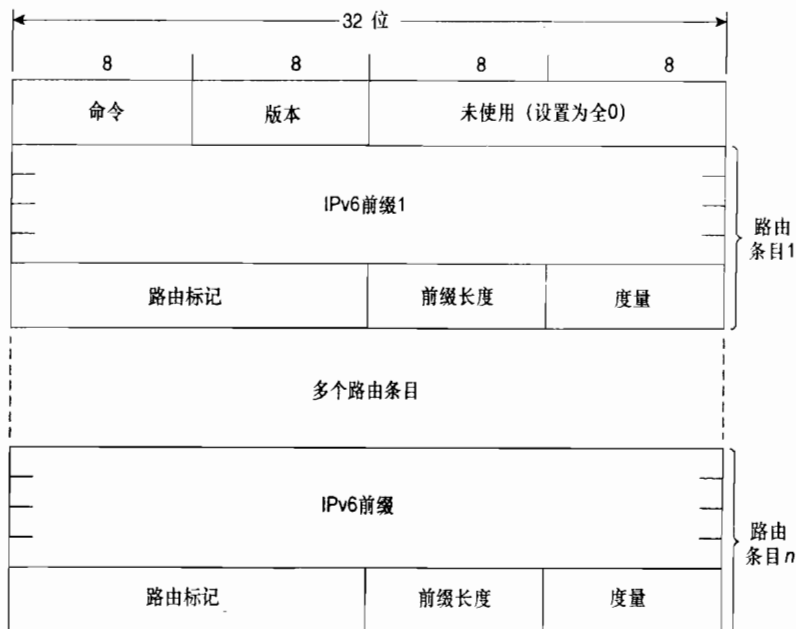 32 位
8 8 8 8
命令 版本 未使用（设置为全0）
IPv6前缀1
路由
条目1
路由标记 前缀长度 度量
多个路由条目
IPv6前缀
路由
条目n
路由标记 前缀长度 度量